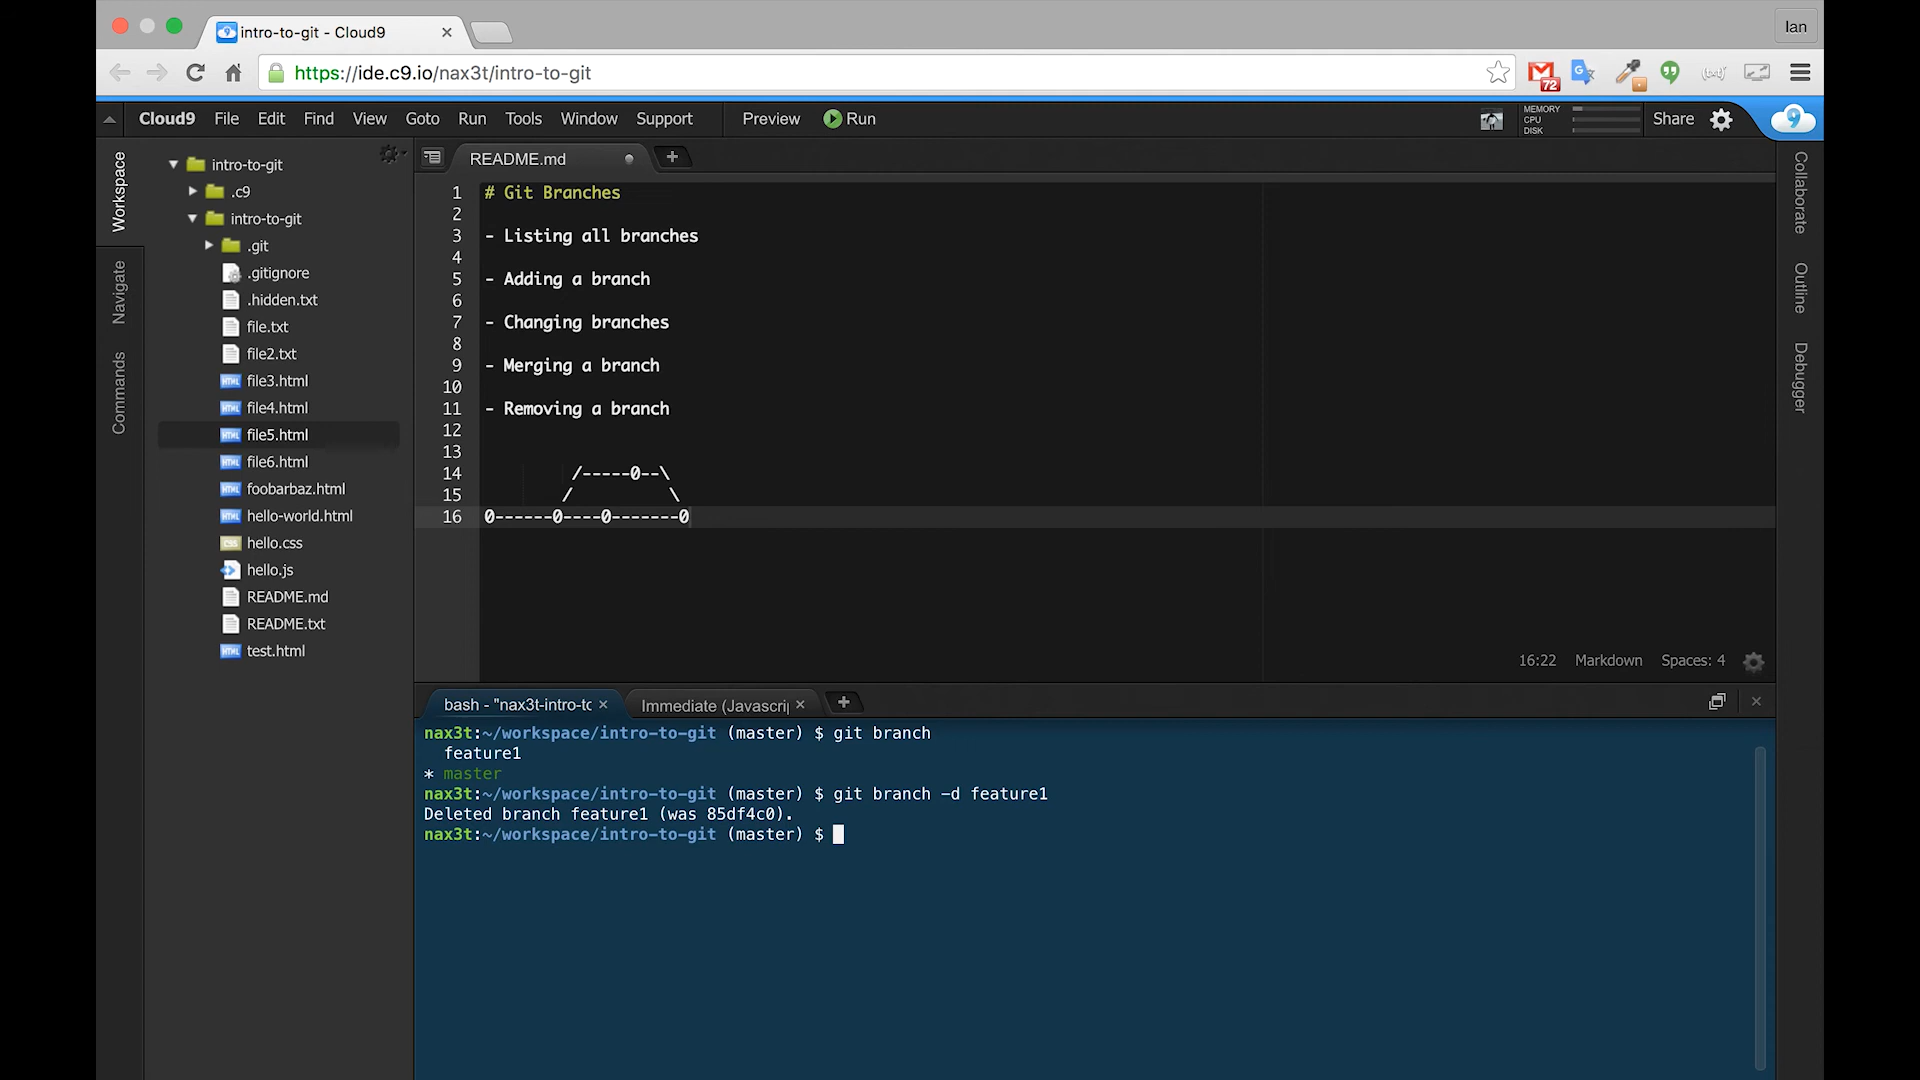 intro-to-git - Cloud9
Ian
https://ide.c9.io/nax3t/intro-to-git
72
Cloud9 File Edit Find View Goto Run Tools Window Support Preview Run
MEMORY
CPU
DISK
Share
Workspace
Navigate
Commands
intro-to-git
.c9
intro-to-git
.git
.gitignore
.hidden.txt
file.txt
file2.txt
file3.html
file4.html
file5.html
file6.html
foobarbaz.html
hello-world.html
hello.css
hello.js
README.md
README.txt
test.html
README.md
1 # Git Branches
2
3 - Listing all branches
4
5 - Adding a branch
6
7 - Changing branches
8
9 - Merging a branch
10
11 - Removing a branch
12
13
14 /-----0--\
15 / \
16 0------0----0-------0
16:22 Markdown Spaces: 4
Collaborate
Outline
Debugger
bash - "nax3t-intro-to
Immediate (Javascri
nax3t:~/workspace/intro-to-git (master) $ git branch
feature1
* master
nax3t:~/workspace/intro-to-git (master) $ git branch -d feature1
Deleted branch feature1 (was 85df4c0).
nax3t:~/workspace/intro-to-git (master) $